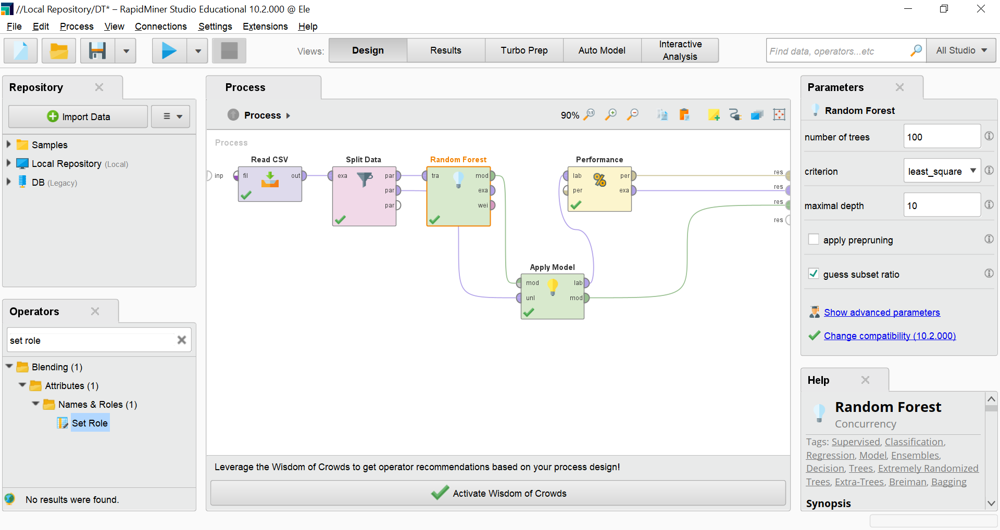 //Local Repository/DT* – RapidMiner Studio Educational 10.2.000 @ Ele
File Edit Process View Connections Settings Extensions Help
Views: Design Results Turbo Prep Auto Model Interactive Analysis
Find data, operators...etc All Studio
Repository
Import Data
Samples
Local Repository (Local)
DB (Legacy)
Operators
set role
Blending (1)
Attributes (1)
Names & Roles (1)
Set Role
No results were found.
Process
Process
90%
Process
inp
Read CSV
fil out
Split Data
exa par
par
par
Random Forest
tra mod
exa
wei
Performance
lab per
per exa
Apply Model
mod lab
unl mod
res
res
res
res
Leverage the Wisdom of Crowds to get operator recommendations based on your process design!
Activate Wisdom of Crowds
Parameters
Random Forest
number of trees 100
criterion least_square
maximal depth 10
apply prepruning
guess subset ratio
Show advanced parameters
Change compatibility (10.2.000)
Help
Random Forest
Concurrency
Tags: Supervised, Classification,
Regression, Model, Ensembles,
Decision, Trees, Extremely Randomized
Trees, Extra-Trees, Breiman, Bagging
Synopsis